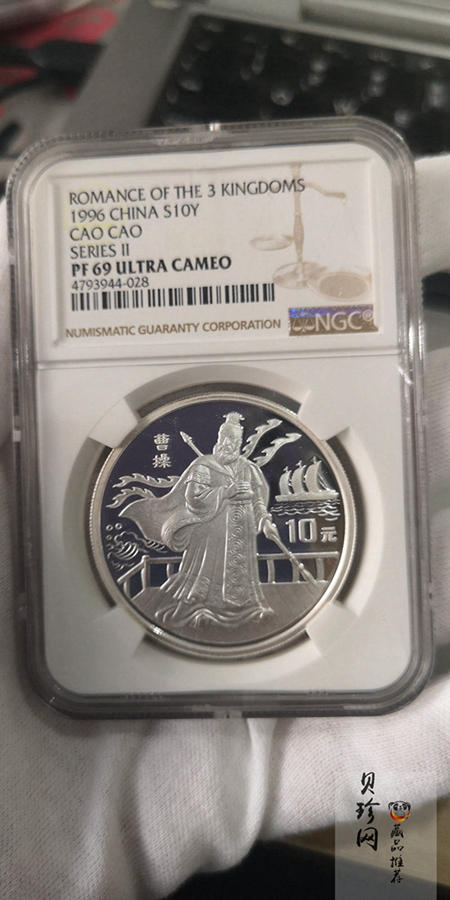 ROMANCE OF THE 3 KINGDOMS
1996 CHINA S10Y
CAO CAO
SERIES II
PF 69 ULTRA CAMEO
4793944-028
NUMISMATIC GUARANTY CORPORATION
NGC®
曹操
10元
贝珍网
藏品推荐